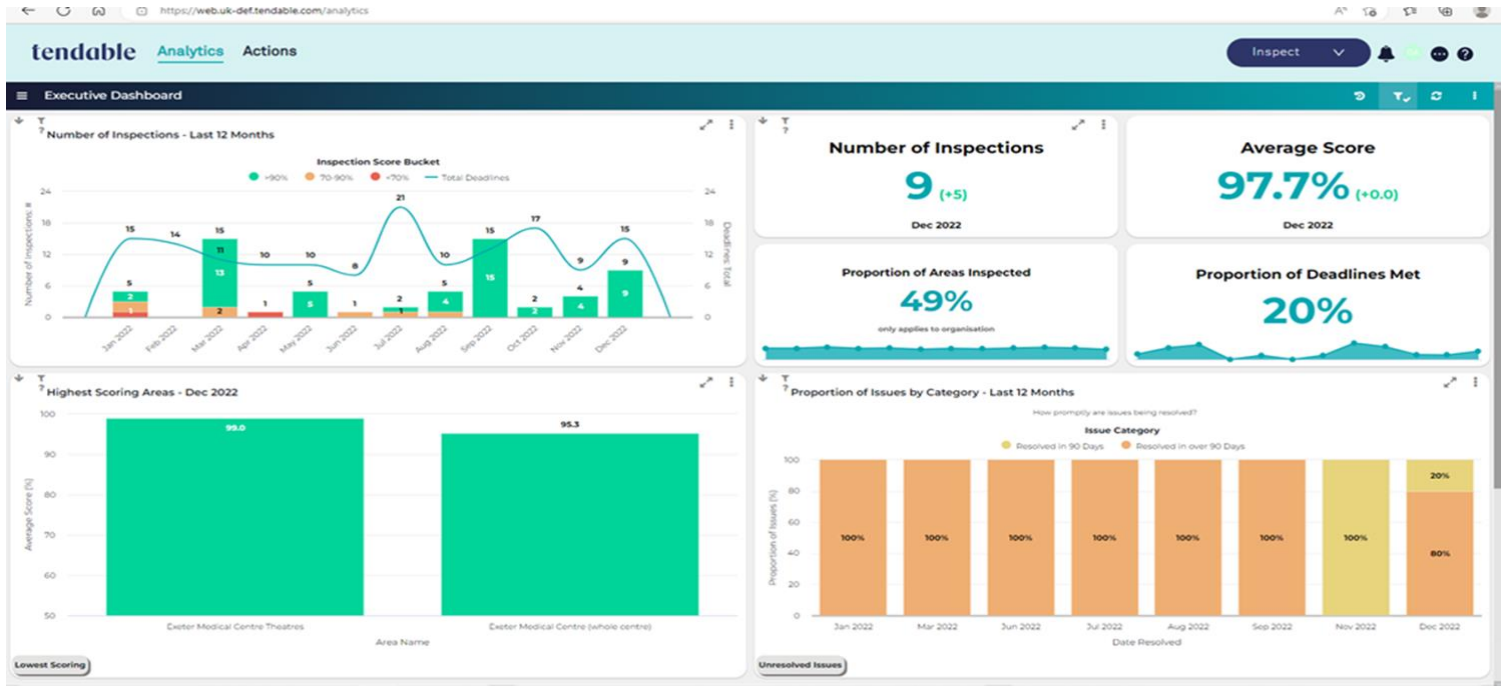 https://web.uk-def.tendable.com/analytics
tendable Analytics Actions
Inspect
Executive Dashboard
Number of Inspections - Last 12 Months
Inspection Score Bucket
>90% 70-90% <70% Total Deadlines
Number of Inspections: #
24
18
12
6
0
15 14 15 10 10 8 21 10 15 17 9 15
11
5 1 5 1 2 5 2 4 9
2 13 5 4 15 2 4 9
1 2 1
24
18
12
6
0
Deadlines: Total
Jan 2022 Feb 2022 Mar 2022 Apr 2022 May 2022 Jun 2022 Jul 2022 Aug 2022 Sep 2022 Oct 2022 Nov 2022 Dec 2022
Number of Inspections
9 (+5)
Dec 2022
Average Score
97.7% (+0.0)
Dec 2022
Proportion of Areas Inspected
49%
only applies to organisation
Proportion of Deadlines Met
20%
Highest Scoring Areas - Dec 2022
Average Score (%)
100
90
80
70
60
50
99.0 95.3
Exeter Medical Centre Theatres Exeter Medical Centre (whole centre)
Area Name
Lowest Scoring
Proportion of Issues by Category - Last 12 Months
How promptly are issues being resolved?
Issue Category
Resolved in 90 Days Resolved in over 90 Days
Proportion of Issues (%)
100
80
60
40
20
0
20%
100% 100% 100% 100% 100% 100% 100%
80%
Jan 2022 Mar 2022 Jun 2022 Jul 2022 Aug 2022 Sep 2022 Nov 2022 Dec 2022
Date Resolved
Unresolved Issues